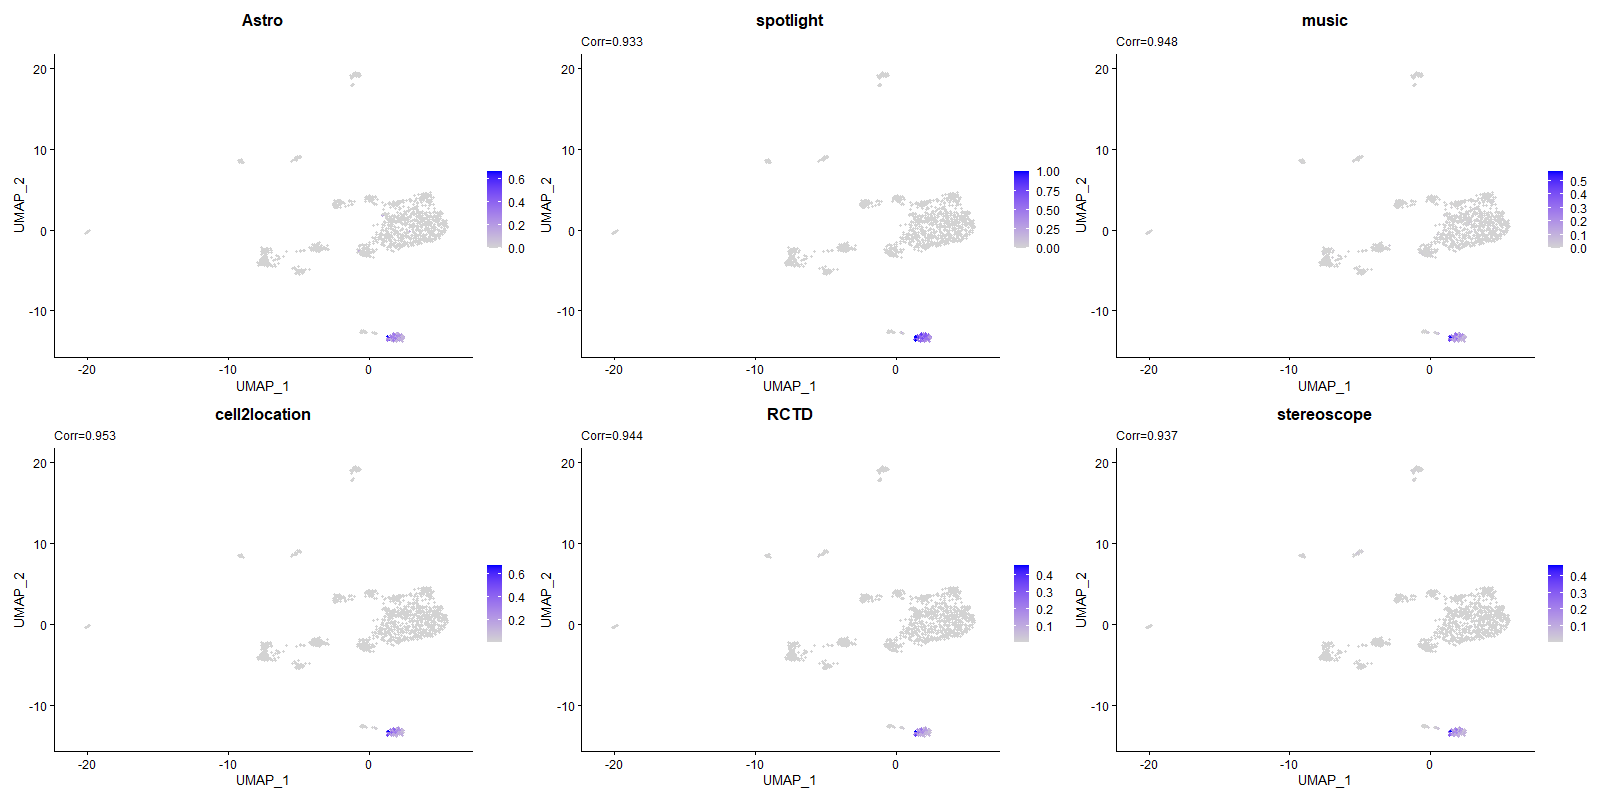 Astro
20
10
0
-10
UMAP_2
-20
-10
0
UMAP_1
0.6
0.4
0.2
0.0
spotlight
Corr=0.933
20
10
0
-10
UMAP_2
-20
-10
0
UMAP_1
1.00
0.75
0.50
0.25
0.00
music
Corr=0.948
20
10
0
-10
UMAP_2
-20
-10
0
UMAP_1
0.5
0.4
0.3
0.2
0.1
0.0
cell2location
Corr=0.953
20
10
0
-10
UMAP_2
-20
-10
0
UMAP_1
0.6
0.4
0.2
RCTD
Corr=0.944
20
10
0
-10
UMAP_2
-20
-10
0
UMAP_1
0.4
0.3
0.2
0.1
stereoscope
Corr=0.937
20
10
0
-10
UMAP_2
-20
-10
0
UMAP_1
0.4
0.3
0.2
0.1